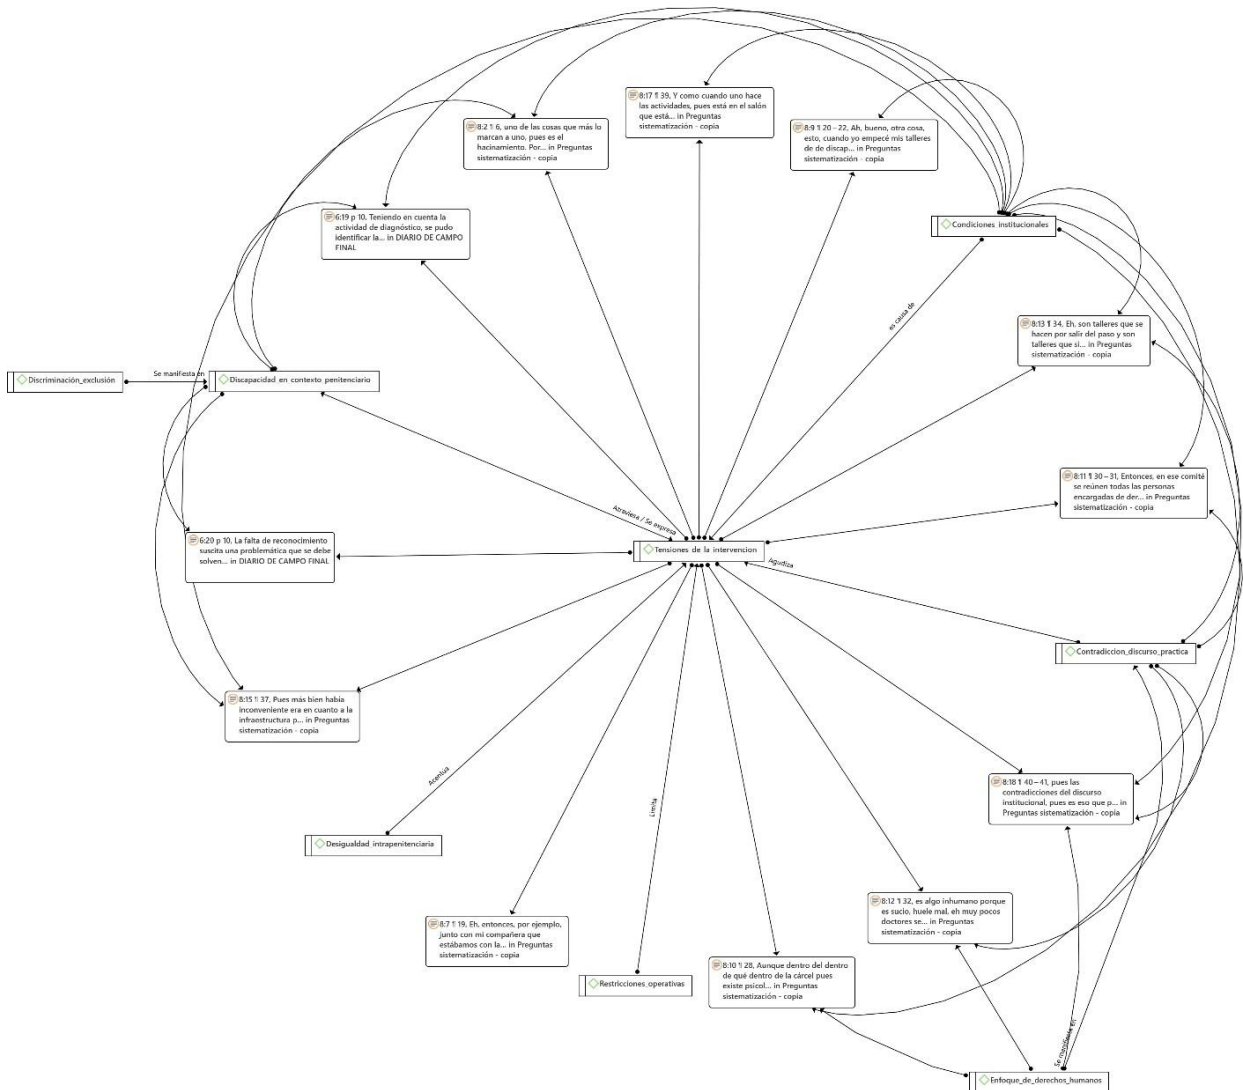 8:17 ¶ 39, Y como cuando uno hace
las actividades, pues está en el salón
que está... in Preguntas
sistematización - copia
8:2 ¶ 6, uno de las cosas que más lo
marcan a uno, pues es el
hacinamiento. Por... in Preguntas
sistematización - copia
8:9 ¶ 20 – 22, Ah, bueno, otra cosa,
esto, cuando yo empecé mis talleres
de de discap... in Preguntas
sistematización - copia
6:19 p 10, Teniendo en cuenta la
actividad de diagnóstico, se pudo
identificar la... in DIARIO DE CAMPO
FINAL
Condiciones_institucionales
es causa de
8:13 ¶ 34, Eh, son talleres que se
hacen por salir del paso y son
talleres que si... in Preguntas
sistematización - copia
Discriminación_exclusión
Se manifiesta en
Discapacidad_en_contexto_penitenciario
8:11 ¶ 30 – 31, Entonces, en ese comité
se reúnen todas las personas
encargadas de der... in Preguntas
sistematización - copia
Atraviesa / Se expresa
6:20 p 10, La falta de reconocimiento
suscita una problemática que se debe
solven... in DIARIO DE CAMPO FINAL
Tensiones_de_la_intervencion
Agudiza
Contradiccion_discurso_practica
8:15 ¶ 37, Pues más bien había
inconveniente era en cuanto a la
infraestructura p... in Preguntas
sistematización - copia
Acentúa
Limita
8:18 ¶ 40 – 41, pues las
contradicciones del discurso
institucional, pues es eso que p... in
Preguntas sistematización - copia
Desigualdad_intrapenitenciaria
8:7 ¶ 19, Eh, entonces, por ejemplo,
junto con mi compañera que
estábamos con la... in Preguntas
sistematización - copia
8:12 ¶ 32, es algo inhumano porque
es sucio, huele mal, eh muy pocos
doctores se... in Preguntas
sistematización - copia
Restricciones_operativas
8:10 ¶ 28, Aunque dentro del dentro
de qué dentro de la cárcel pues
existe psicol... in Preguntas
sistematización - copia
Se manifiesta en
Enfoque_de_derechos_humanos